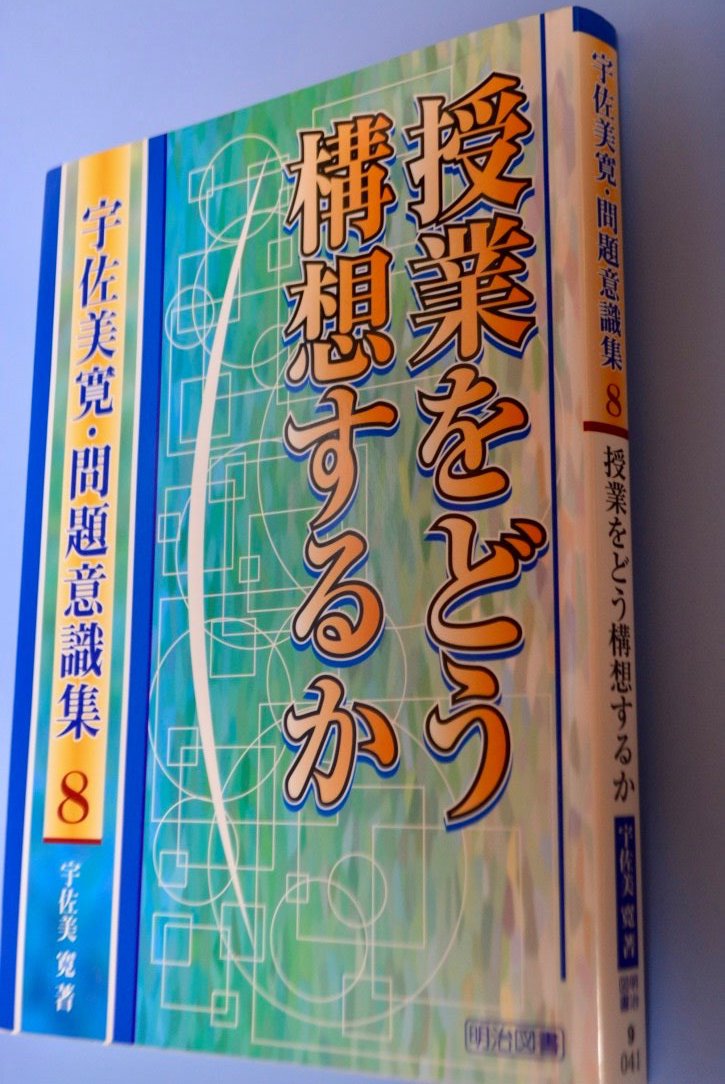 授業をどう
構想するか
宇佐美寛・問題意識集
8
宇佐美 寛 著
明治図書
宇佐美寛・問題意識集
8
授業をどう構想するか
宇佐美 寛 著
明治
図書
9
041